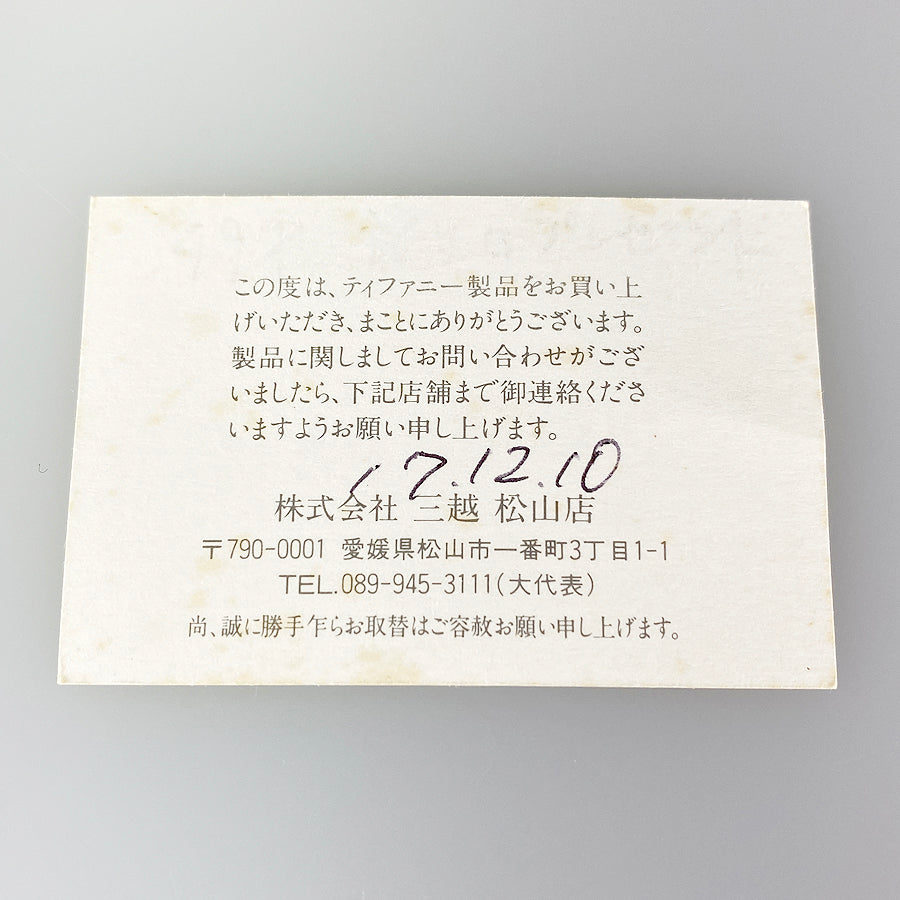 この度は、ティファニー製品をお買い上
げいただき、まことにありがとうございます。
製品に関しましてお問い合わせがござ
いましたら、下記店舗まで御連絡くださ
いますようお願い申し上げます。
17.12.10
株式会社 三越 松山店
〒790-0001 愛媛県松山市一番町3丁目1-1
TEL.089-945-3111(大代表)
尚、誠に勝手乍らお取替はご容赦お願い申し上げます。